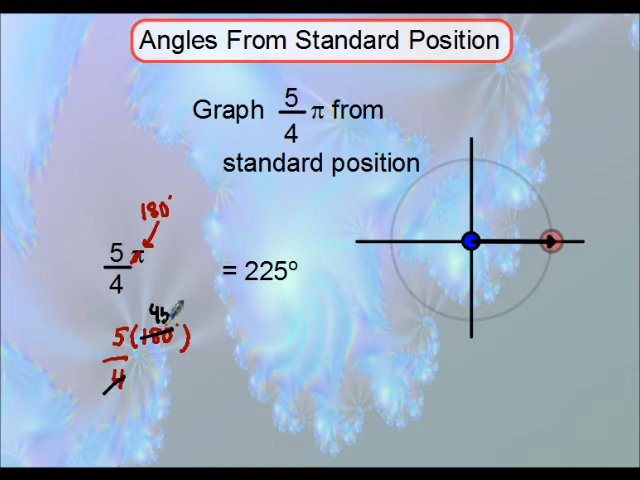 Angles From Standard Position
Graph 5/4 π from
standard position
180°
5/4 π
= 225°
45
5(180°)
4